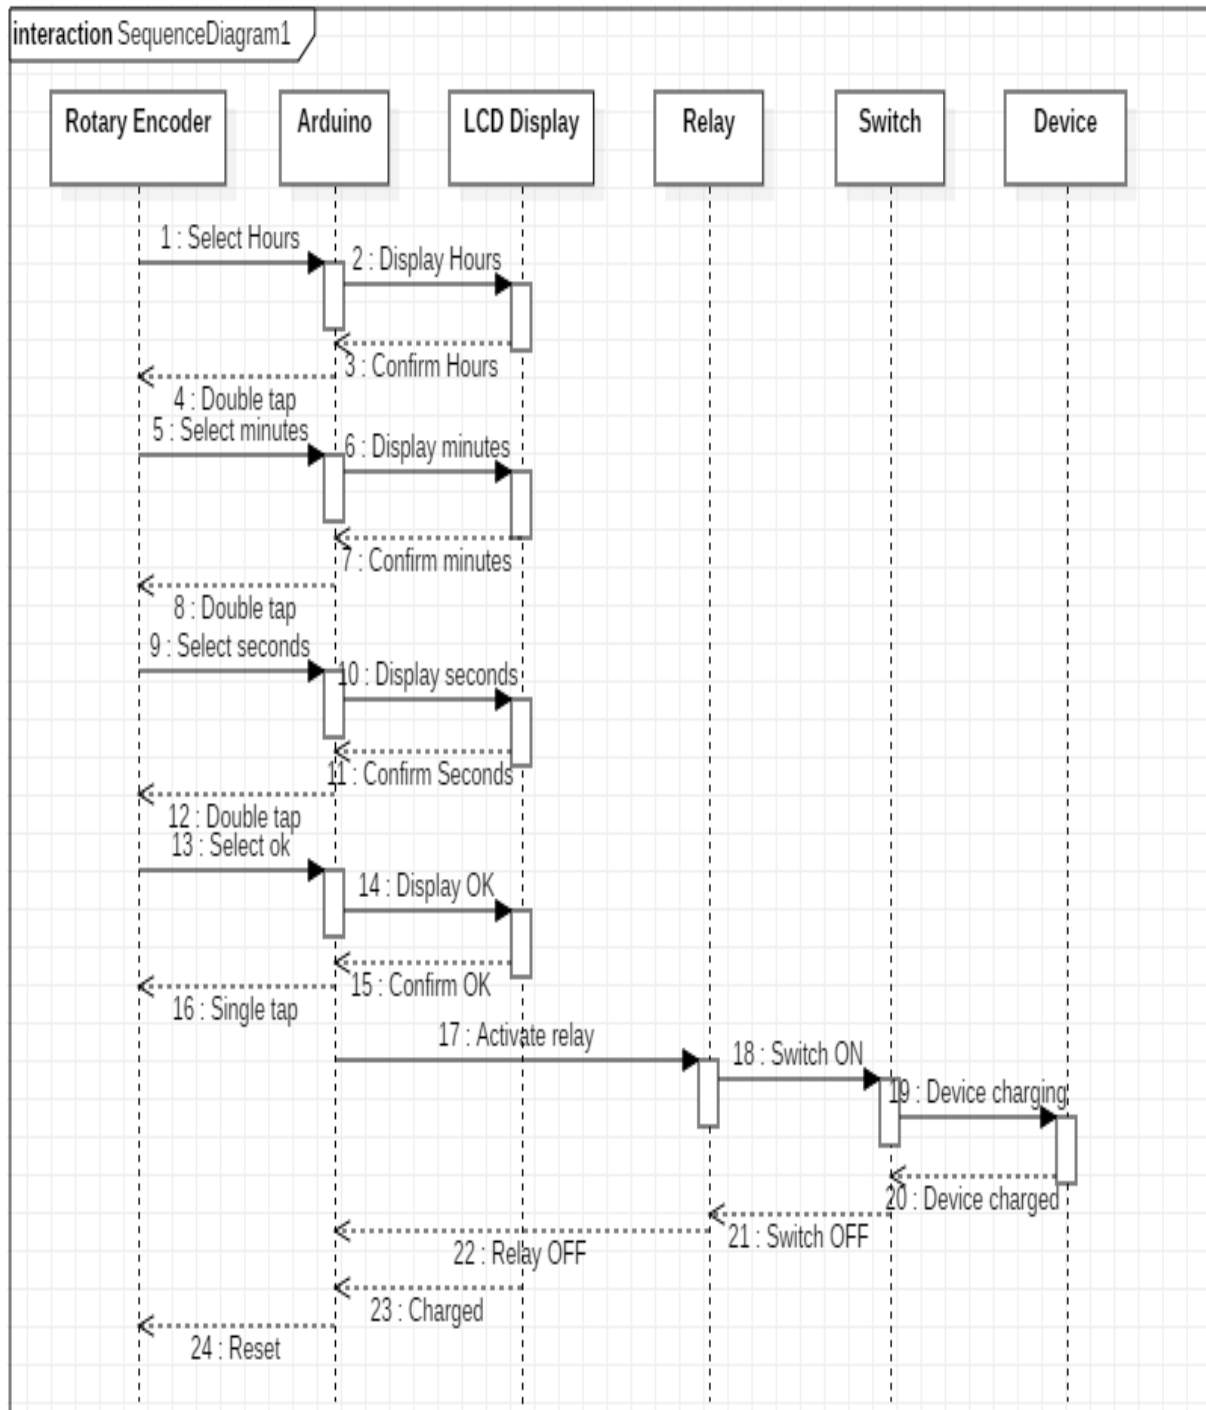 interaction SequenceDiagram1
Rotary Encoder
Arduino
LCD Display
Relay
Switch
Device
1 : Select Hours
2 : Display Hours
3 : Confirm Hours
4 : Double tap
5 : Select minutes
6 : Display minutes
7 : Confirm minutes
8 : Double tap
9 : Select seconds
10 : Display seconds
11 : Confirm Seconds
12 : Double tap
13 : Select ok
14 : Display OK
15 : Confirm OK
16 : Single tap
17 : Activate relay
18 : Switch ON
19 : Device charging
20 : Device charged
21 : Switch OFF
22 : Relay OFF
23 : Charged
24 : Reset